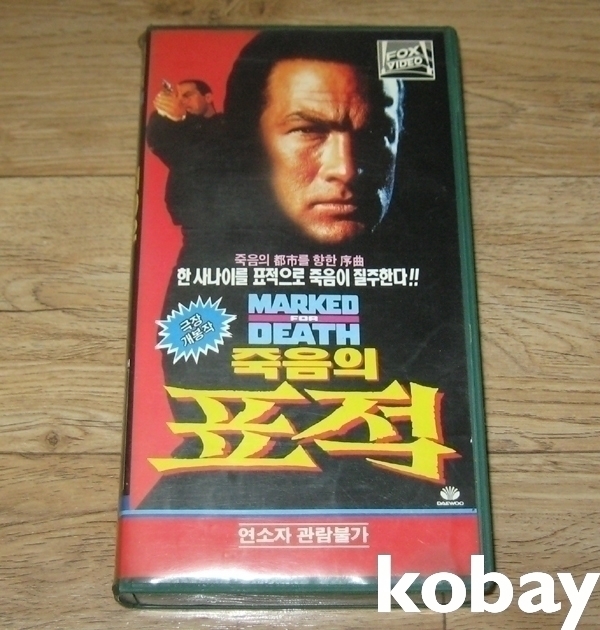 FOX
VIDEO
죽음의 都市를 향한 序曲
한 사나이를 표적으로 죽음이 질주한다!!
극장
개봉작
MARKED
FOR
DEATH
죽음의
표적
DAEWOO
연소자 관람불가
kobay